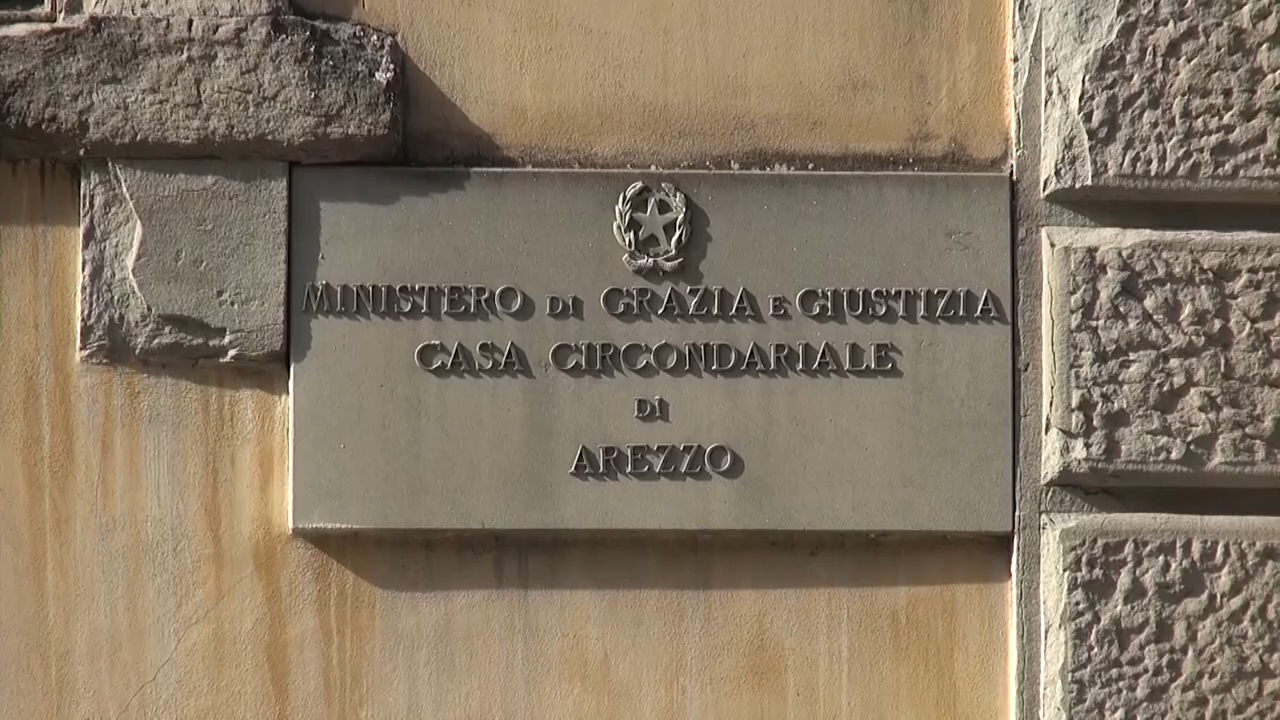 MINISTERO DI GRAZIA E GIUSTIZIA
CASA CIRCONDARIALE
DI
AREZZO